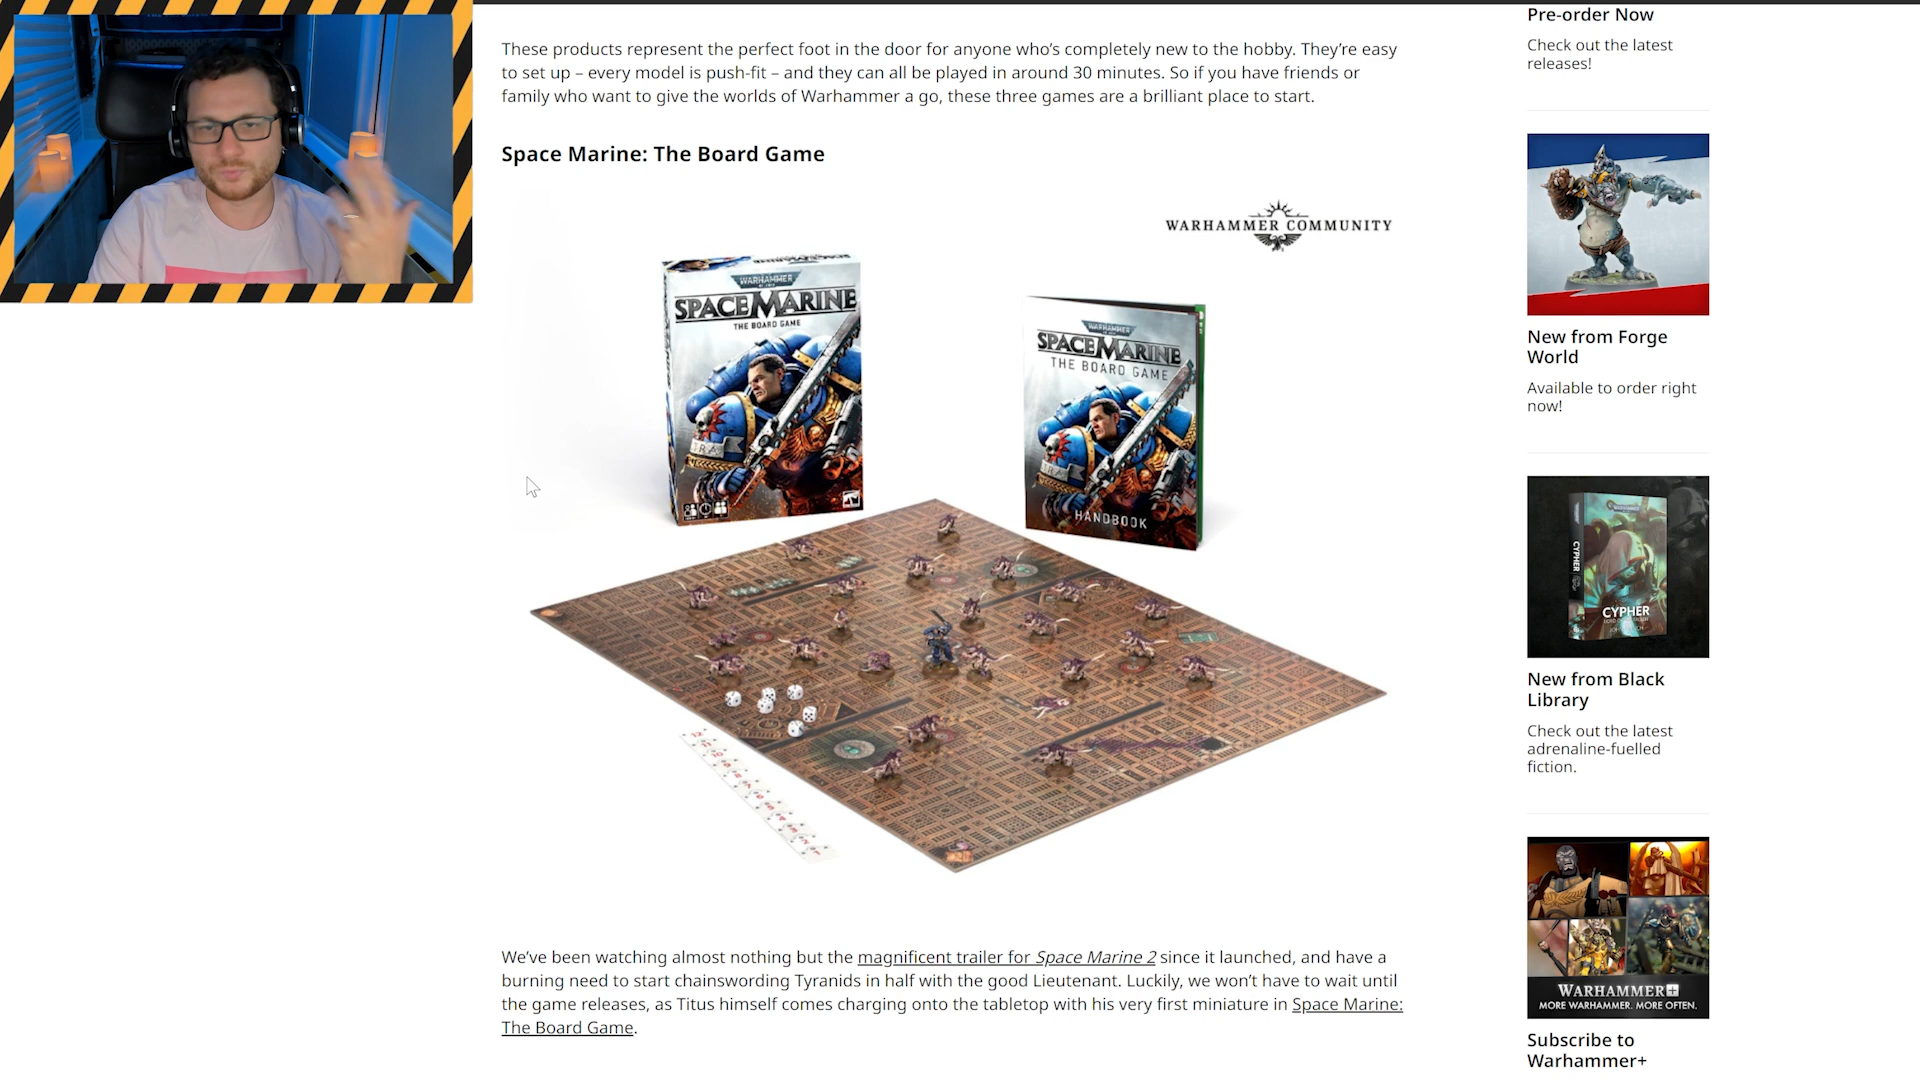 These products represent the perfect foot in the door for anyone who's completely new to the hobby. They're easy
to set up – every model is push-fit – and they can all be played in around 30 minutes. So if you have friends or
family who want to give the worlds of Warhammer a go, these three games are a brilliant place to start.
Space Marine: The Board Game
WARHAMMER COMMUNITY
WARHAMMER
SPACE MARINE
THE BOARD GAME
WARHAMMER
SPACE MARINE
THE BOARD GAME
HANDBOOK
We've been watching almost nothing but the magnificent trailer for Space Marine 2 since it launched, and have a
burning need to start chainswording Tyranids in half with the good Lieutenant. Luckily, we won't have to wait until
the game releases, as Titus himself comes charging onto the tabletop with his very first miniature in Space Marine:
The Board Game.
Pre-order Now
Check out the latest
releases!
New from Forge
World
Available to order right
now!
WARHAMMER
CYPHER
CYPHER
New from Black
Library
Check out the latest
adrenaline-fuelled
fiction.
WARHAMMER+
MORE WARHAMMER. MORE OFTEN.
Subscribe to
Warhammer+